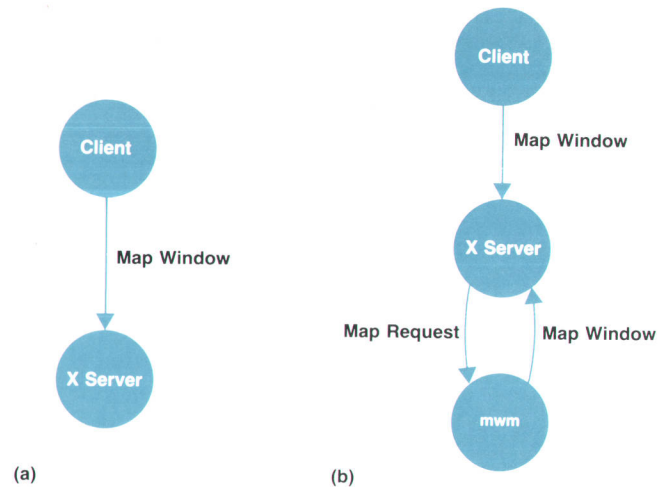 Client
Map Window
X Server
(a)
Client
Map Window
X Server
Map Request
Map Window
mwm
(b)